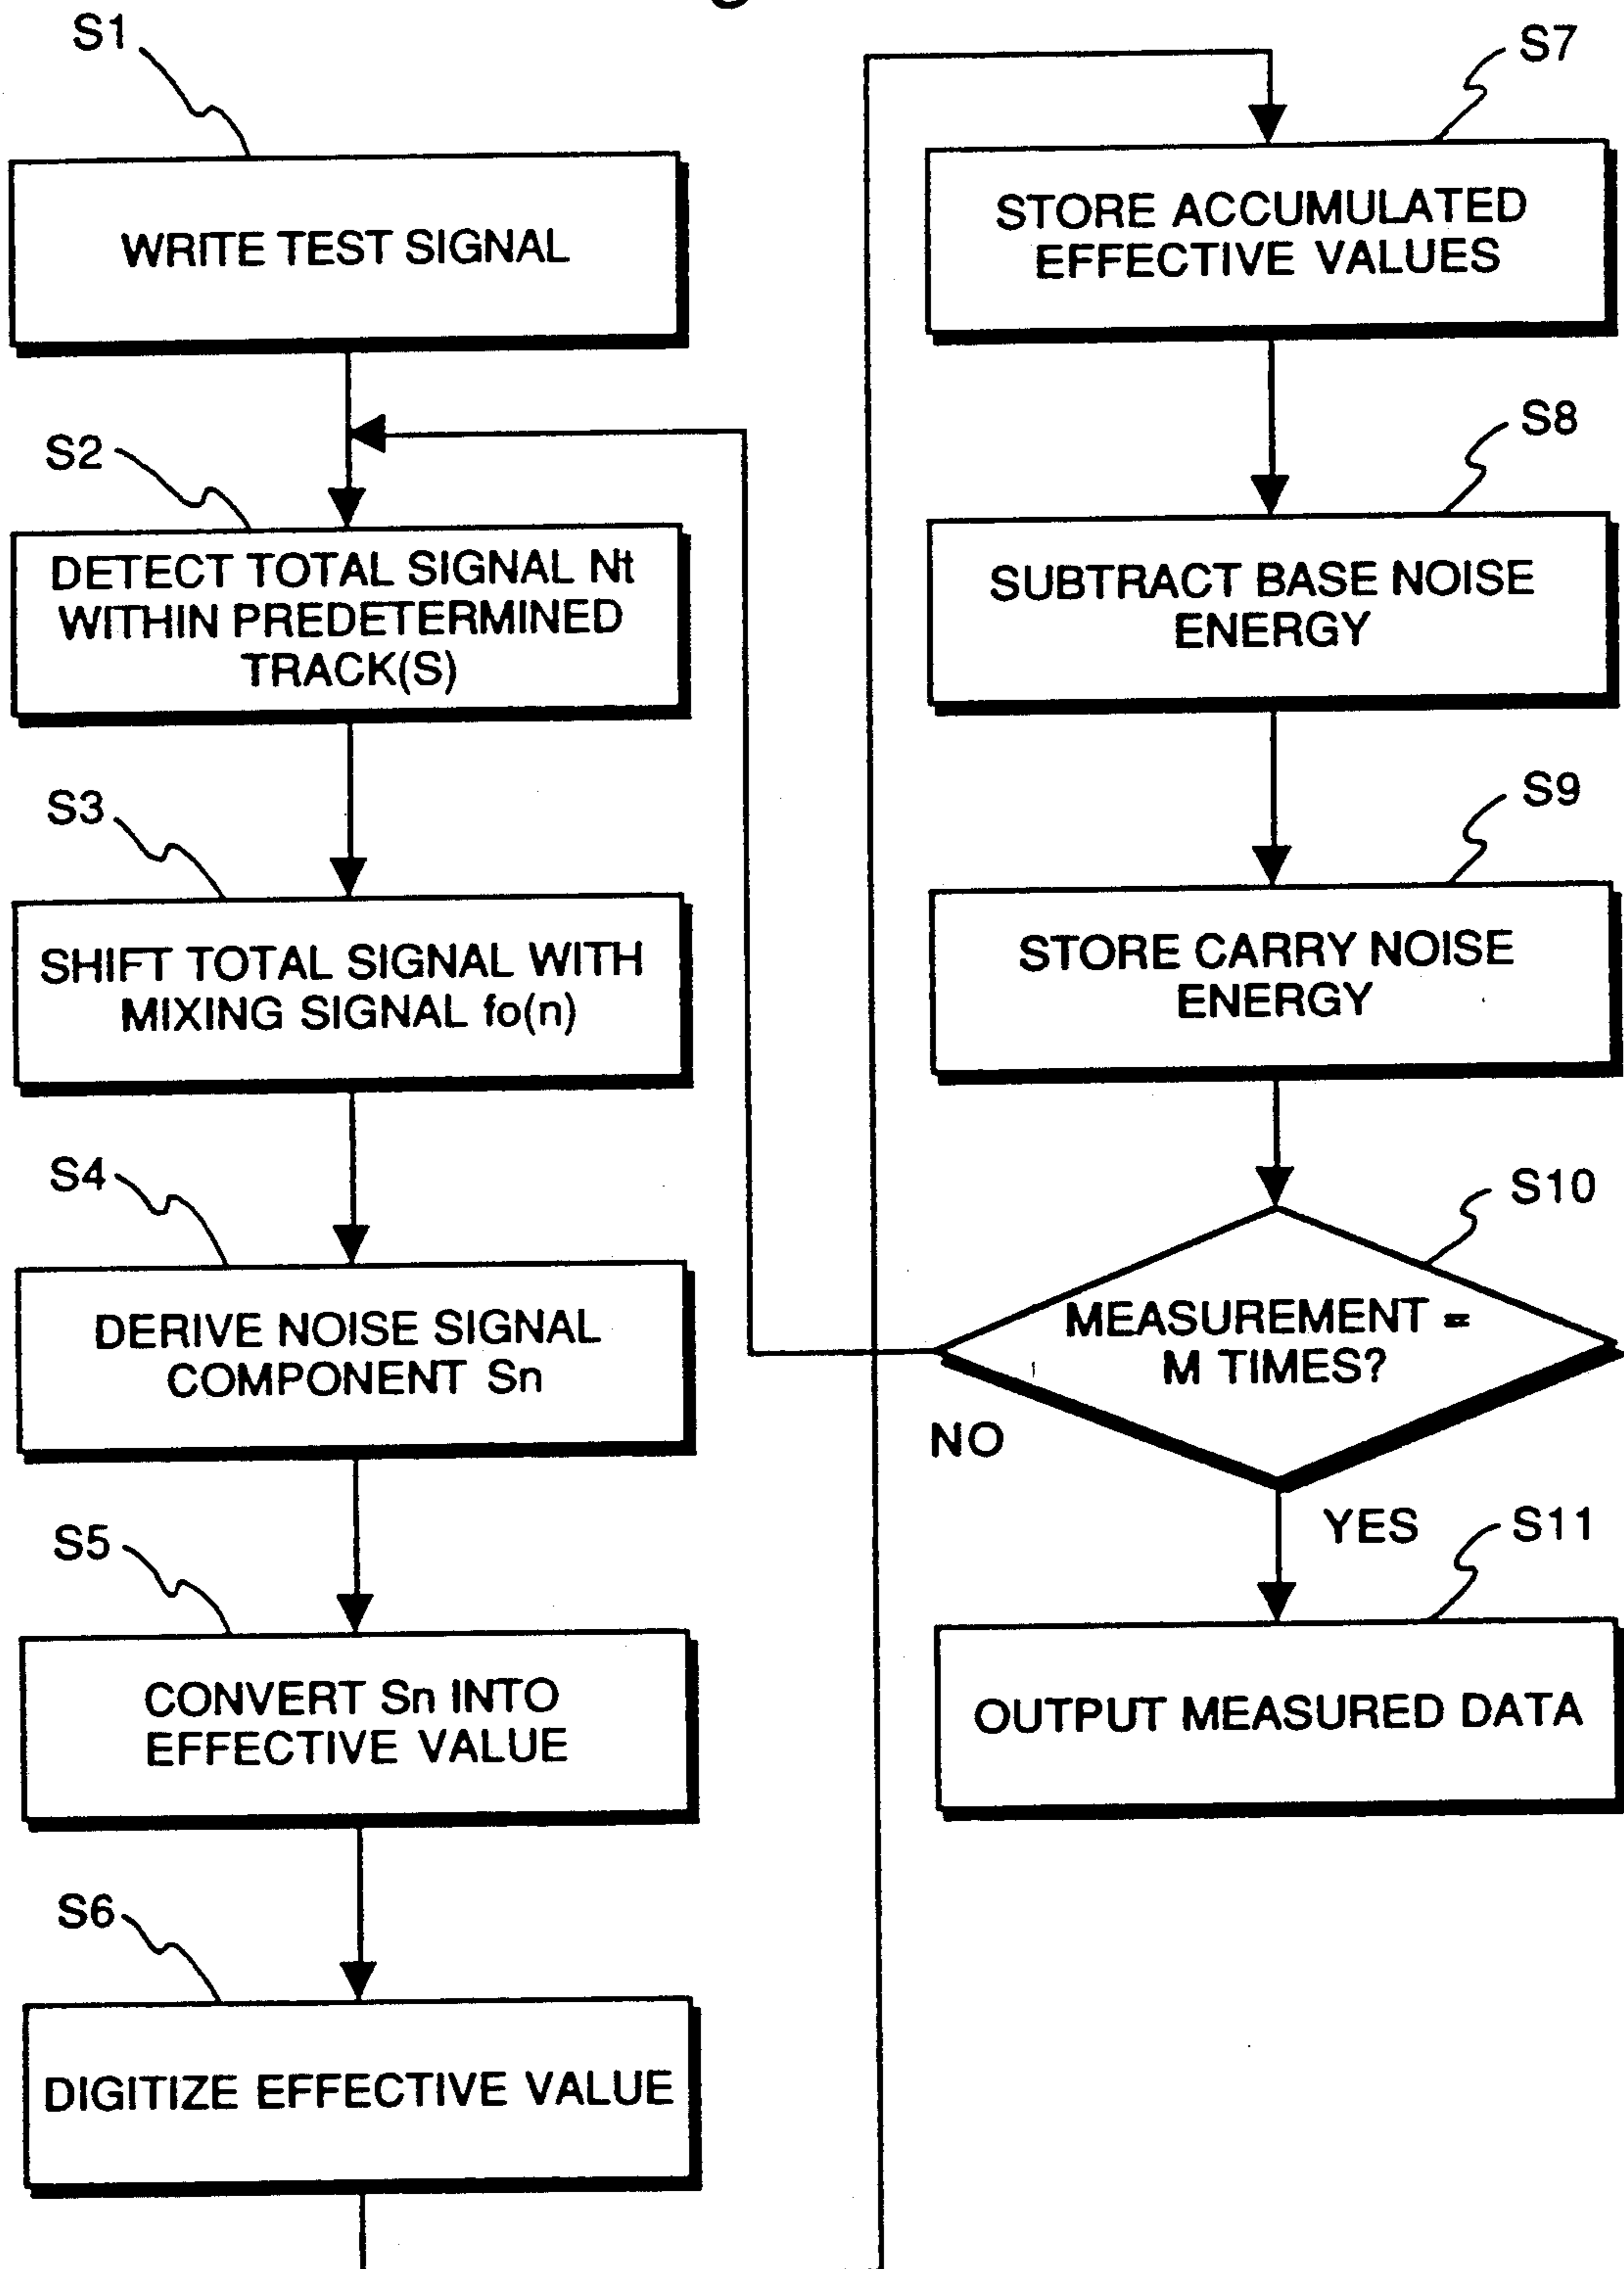 S1
WRITE TEST SIGNAL
S2
DETECT TOTAL SIGNAL Nt
WITHIN PREDETERMINED
TRACK(S)
S3
SHIFT TOTAL SIGNAL WITH
MIXING SIGNAL fo(n)
S4
DERIVE NOISE SIGNAL
COMPONENT Sn
S5
CONVERT Sn INTO
EFFECTIVE VALUE
S6
DIGITIZE EFFECTIVE VALUE
S7
STORE ACCUMULATED
EFFECTIVE VALUES
S8
SUBTRACT BASE NOISE
ENERGY
S9
STORE CARRY NOISE
ENERGY
S10
MEASUREMENT =
M TIMES?
NO
YES
S11
OUTPUT MEASURED DATA